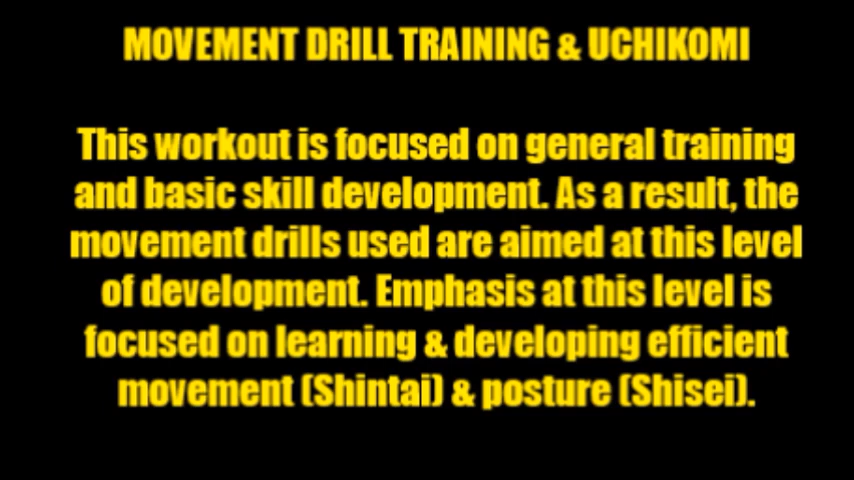 MOVEMENT DRILL TRAINING & UCHIKOMI
This workout is focused on general training
and basic skill development. As a result, the
movement drills used are aimed at this level
of development. Emphasis at this level is
focused on learning & developing efficient
movement (Shintai) & posture (Shisei).